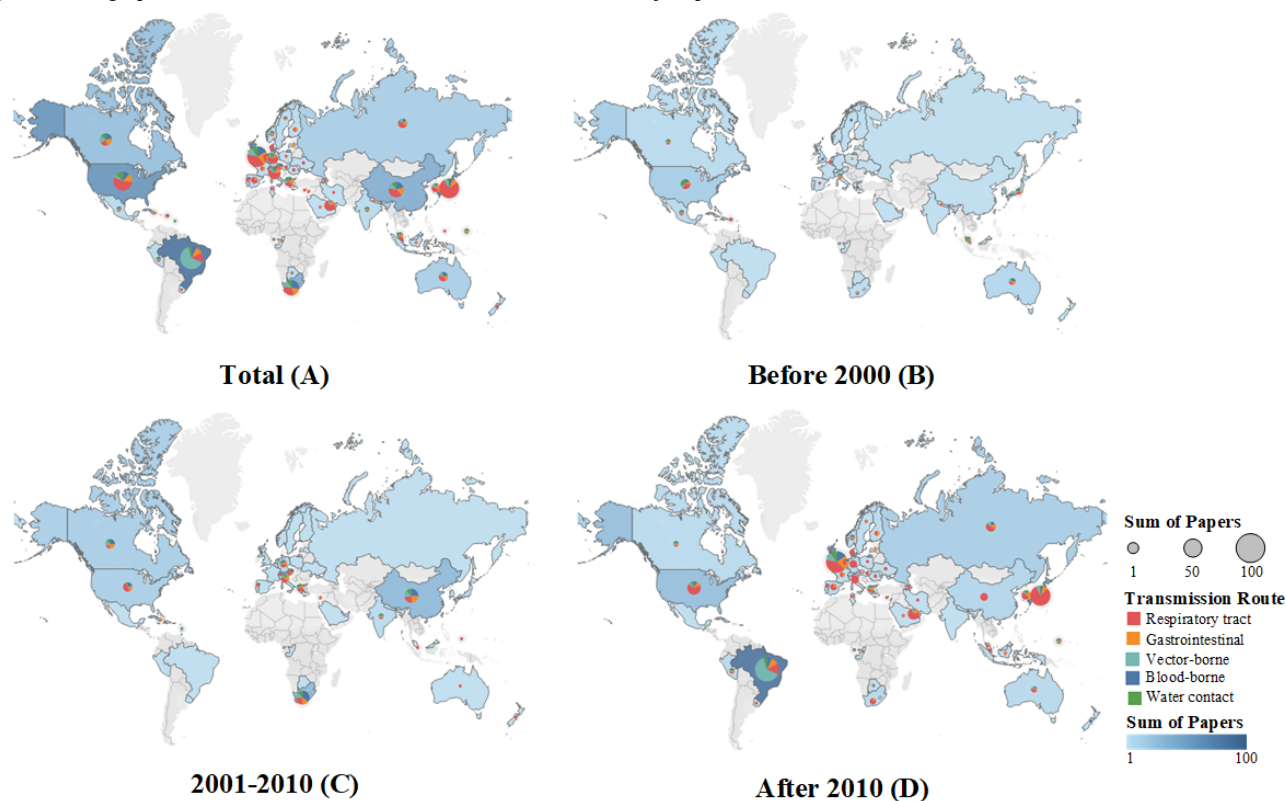 Total (A)
Before 2000 (B)
2001-2010 (C)
After 2010 (D)
Sum of Papers
1 50 100
Transmission Route
Respiratory tract
Gastrointestinal
Vector-borne
Blood-borne
Water contact
Sum of Papers
1 100